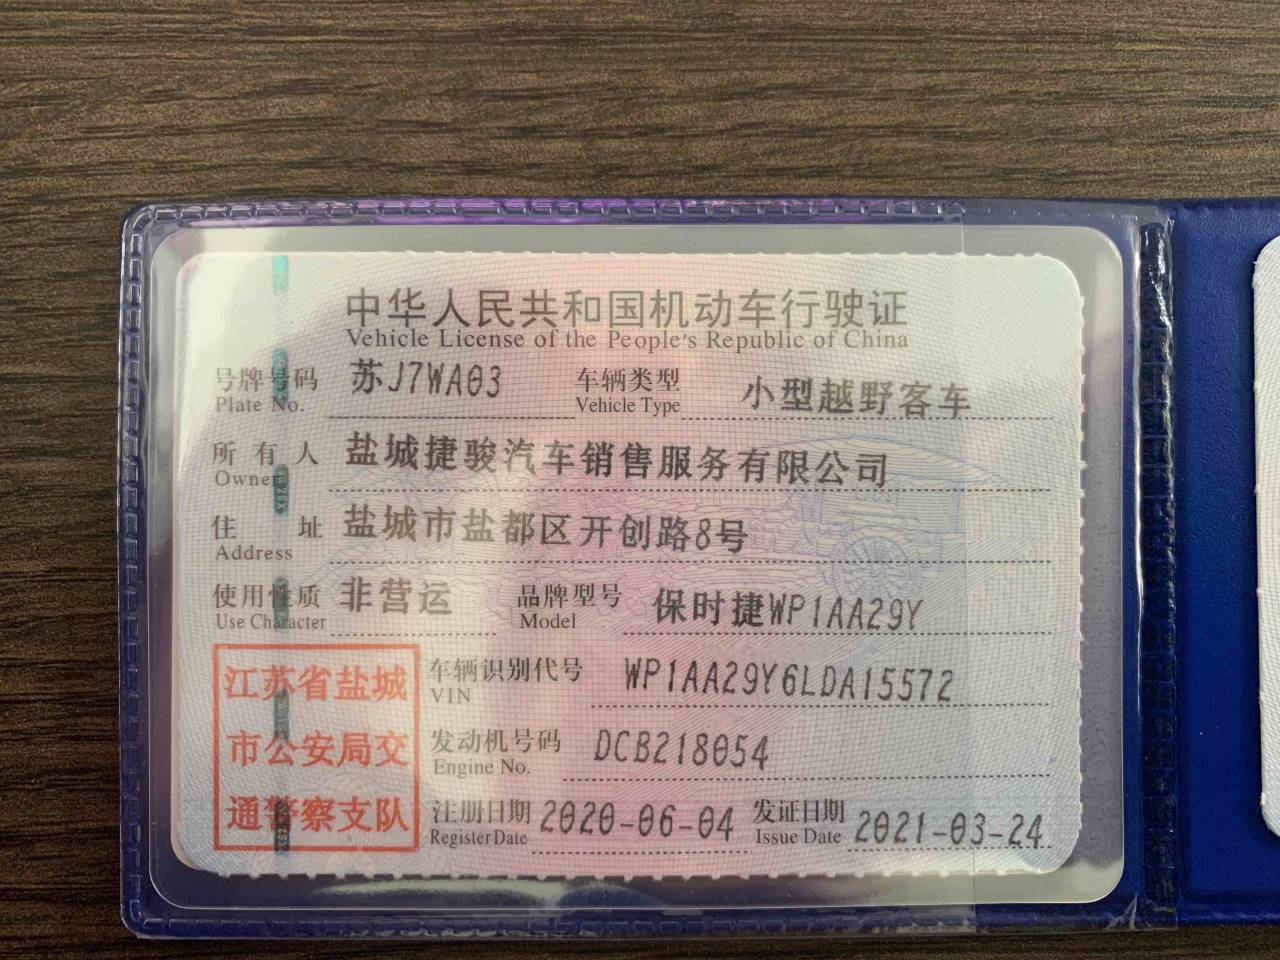 中华人民共和国机动车行驶证
Vehicle License of the People's Republic of China
号牌号码 苏J7WA03 车辆类型 小型越野客车
Plate No. Vehicle Type
所有人 盐城捷骏汽车销售服务有限公司
Owner
住址 盐城市盐都区开创路8号
Address
使用性质 非营运 品牌型号 保时捷WP1AA29Y
Use Character Model
江苏省盐城
市公安局交
通警察支队
车辆识别代号 WP1AA29Y6LDA15572
VIN
发动机号码 DCB218054
Engine No.
注册日期 2020-06-04 发证日期 2021-03-24
Register Date Issue Date